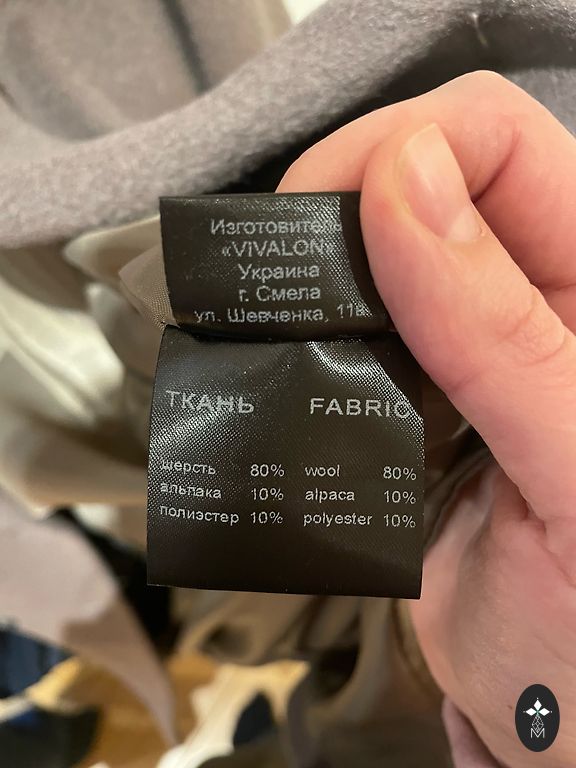 Изготовитель
«VIVALON»
Украина
г. Смела
ул. Шевченка,
ТКАНЬ FABRIC
шерсть 80% wool 80%
альпака 10% alpaca 10%
полиэстер 10% polyester 10%
M